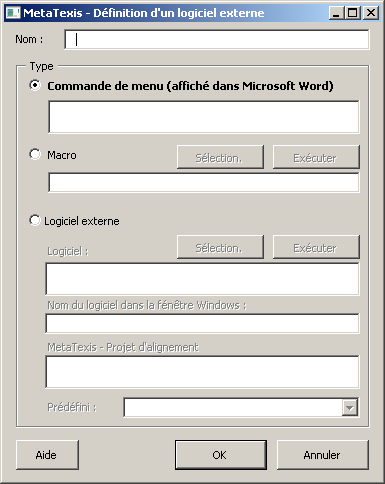 MetaTexis - Définition d'un logiciel externe
Nom :
Type
Commande de menu (affiché dans Microsoft Word)
Macro
Sélection.
Exécuter
Logiciel externe
Logiciel :
Sélection.
Exécuter
Nom du logiciel dans la fénêtre Windows :
MetaTexis - Projet d'alignement
Prédéfini :
Aide
OK
Annuler